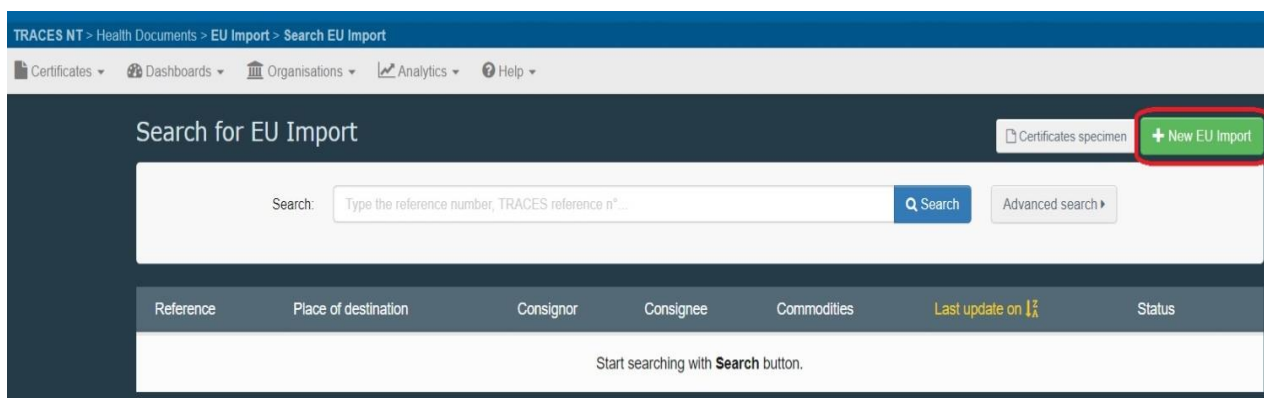 TRACES NT > Health Documents > EU Import > Search EU Import
Certificates Dashboards Organisations Analytics Help
Search for EU Import
Certificates specimen
+ New EU Import
Search: Type the reference number, TRACES reference n°... Search Advanced search
Reference Place of destination Consignor Consignee Commodities Last update on Status
Start searching with Search button.